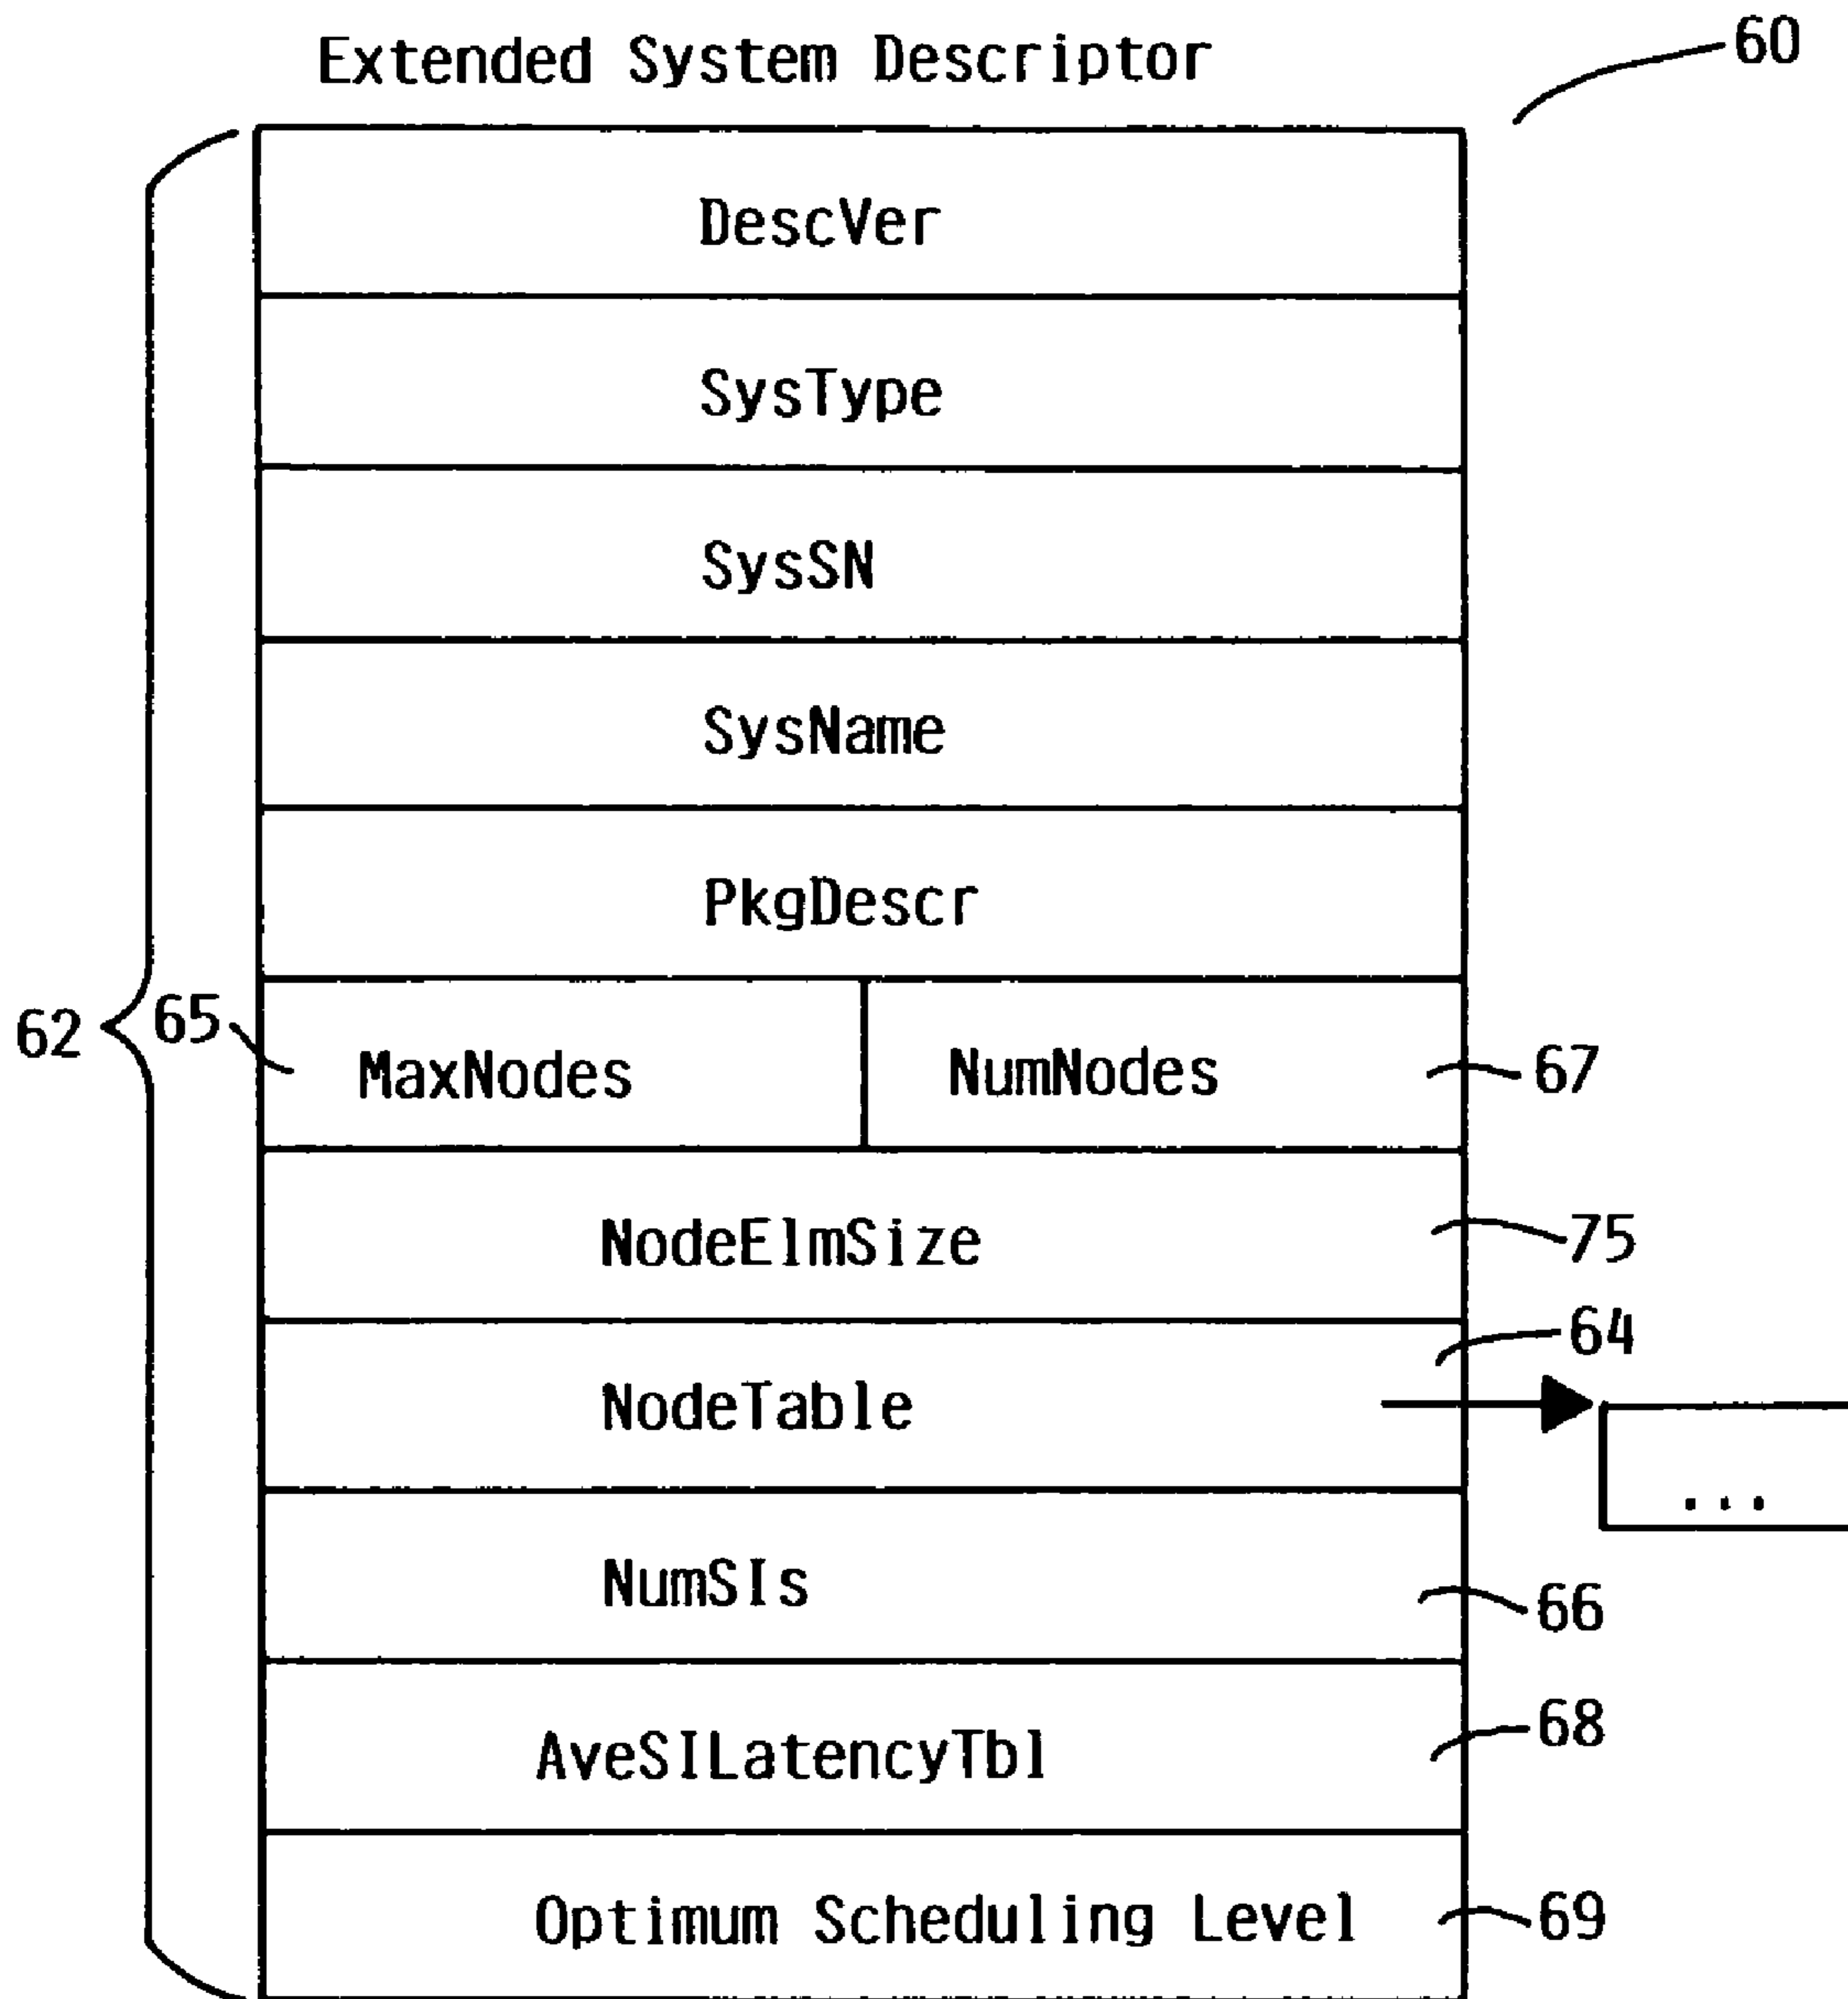 Extended System Descriptor
60
DescVer
SysType
SysSN
SysName
PkgDescr
62
65
MaxNodes
NumNodes
67
NodeElmSize
75
64
NodeTable
...
NumSIs
66
AveSILatencyTbl
68
Optimum Scheduling Level
69